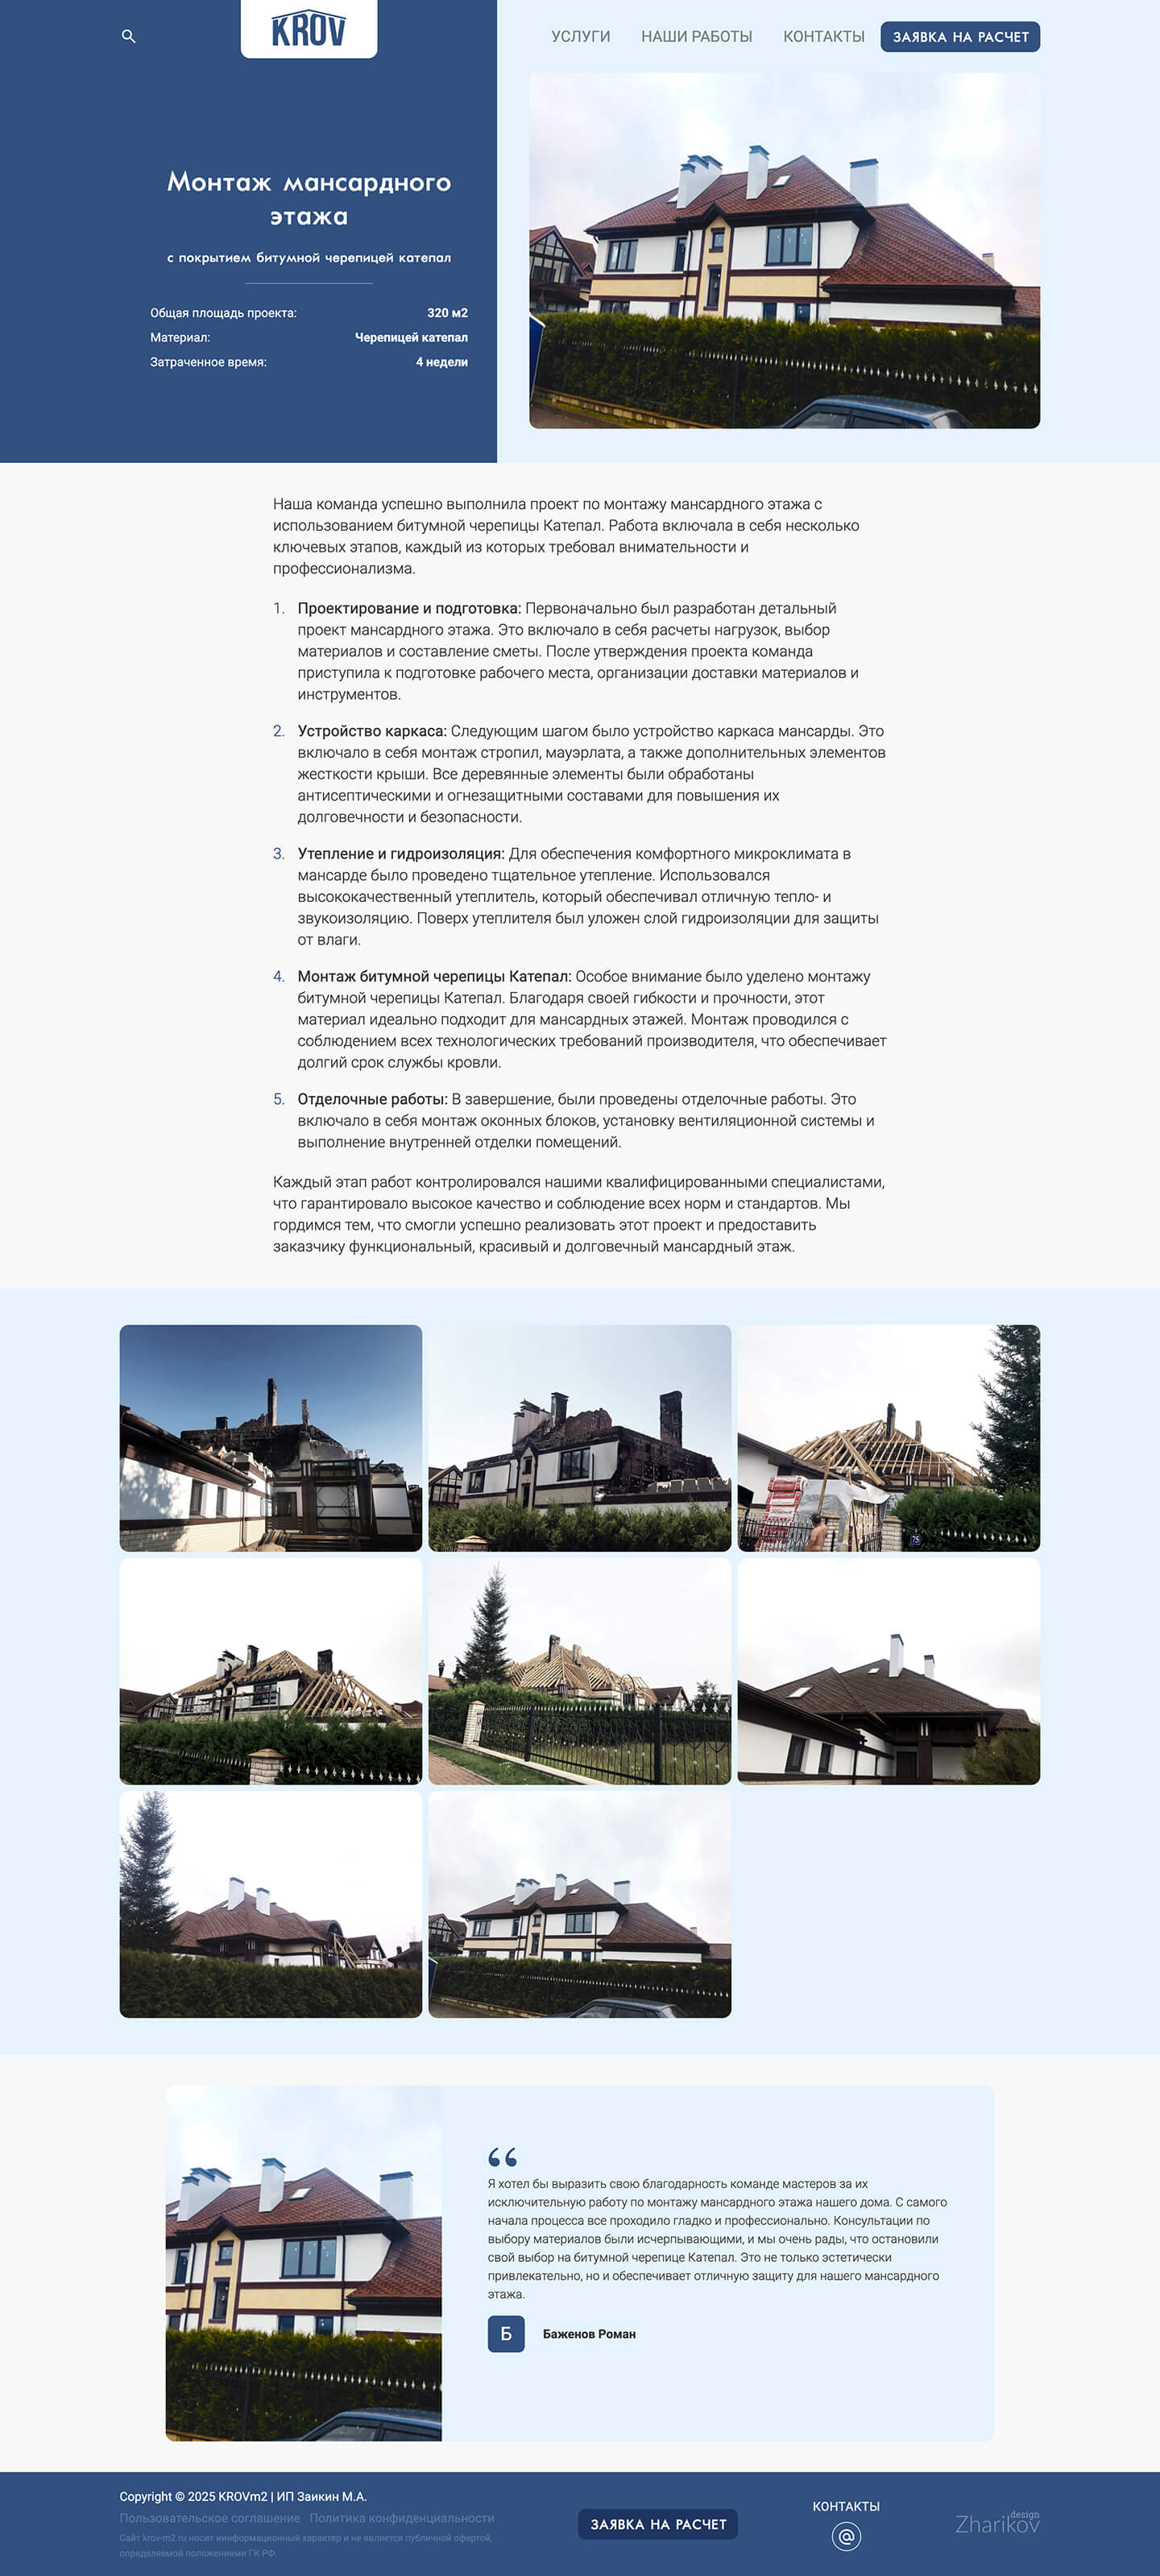 KROV
УСЛУГИ
НАШИ РАБОТЫ
КОНТАКТЫ
ЗАЯВКА НА РАСЧЕТ
Монтаж мансардного
этажа
с покрытием битумной черепицей катепал
Общая площадь проекта: 320 м2
Материал: Черепицей катепал
Затраченное время: 4 недели
Наша команда успешно выполнила проект по монтажу мансардного этажа с
использованием битумной черепицы Катепал. Работа включала в себя несколько
ключевых этапов, каждый из которых требовал внимательности и
профессионализма.
1. Проектирование и подготовка: Первоначально был разработан детальный
проект мансардного этажа. Это включало в себя расчеты нагрузок, выбор
материалов и составление сметы. После утверждения проекта команда
приступила к подготовке рабочего места, организации доставки материалов и
инструментов.
2. Устройство каркаса: Следующим шагом было устройство каркаса мансарды. Это
включало в себя монтаж стропил, мауэрлата, а также дополнительных элементов
жесткости крыши. Все деревянные элементы были обработаны
антисептическими и огнезащитными составами для повышения их
долговечности и безопасности.
3. Утепление и гидроизоляция: Для обеспечения комфортного микроклимата в
мансарде было проведено тщательное утепление. Использовался
высококачественный утеплитель, который обеспечивал отличную тепло- и
звукоизоляцию. Поверх утеплителя был уложен слой гидроизоляции для защиты
от влаги.
4. Монтаж битумной черепицы Катепал: Особое внимание было уделено монтажу
битумной черепицы Катепал. Благодаря своей гибкости и прочности, этот
материал идеально подходит для мансардных этажей. Монтаж проводился с
соблюдением всех технологических требований производителя, что обеспечивает
долгий срок службы кровли.
5. Отделочные работы: В завершение, были проведены отделочные работы. Это
включало в себя монтаж оконных блоков, установку вентиляционной системы и
выполнение внутренней отделки помещений.
Каждый этап работ контролировался нашими квалифицированными специалистами,
что гарантировало высокое качество и соблюдение всех норм и стандартов. Мы
гордимся тем, что смогли успешно реализовать этот проект и предоставить
заказчику функциональный, красивый и долговечный мансардный этаж.
75
“
Я хотел бы выразить свою благодарность команде мастеров за их
исключительную работу по монтажу мансардного этажа нашего дома. С самого
начала процесса все проходило гладко и профессионально. Консультации по
выбору материалов были исчерпывающими, и мы очень рады, что остановили
свой выбор на битумной черепице Катепал. Это не только эстетически
привлекательно, но и обеспечивает отличную защиту для нашего мансардного
этажа.
Б
Баженов Роман
Copyright © 2025 KROVm2 | ИП Заикин М.А.
Пользовательское соглашение Политика конфиденциальности
Сайт krov-m2.ru носит иинформационный характер и не является публичной офертой,
определяемой положениями ГК РФ.
ЗАЯВКА НА РАСЧЕТ
КОНТАКТЫ
@
design
Zharikov